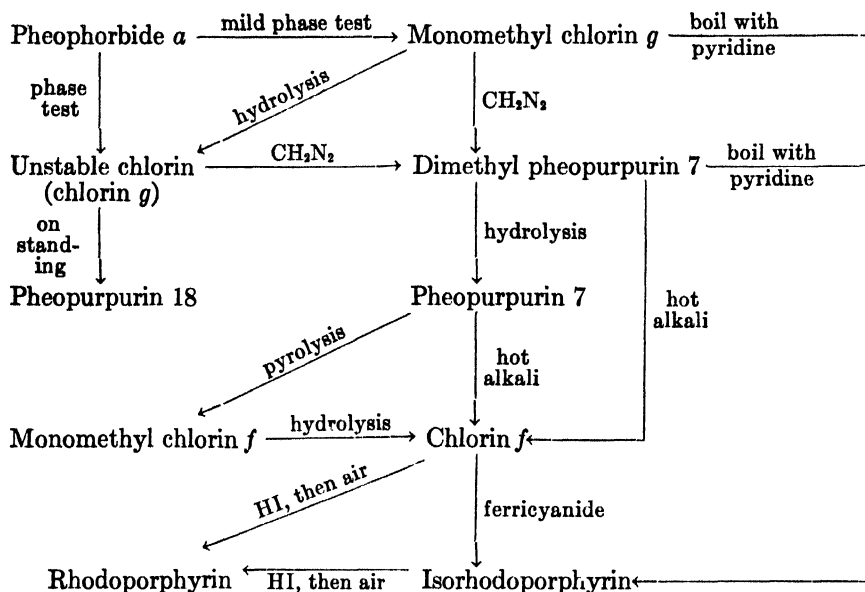 Pheophorbide a mild phase test Monomethyl chlorin g boil with
pyridine
phase
test
hydrolysis
CH₂N₂
Unstable chlorin CH₂N₂ Dimethyl pheopurpurin 7 boil with
(chlorin g) pyridine
on
stand-
ing
hydrolysis
Pheopurpurin 18 Pheopurpurin 7 hot
alkali
pyrolysis
hot
alkali
Monomethyl chlorin f hydrolysis Chlorin f
HI, then air
ferricyanide
Rhodoporphyrin HI, then air Isorhodoporphyrin